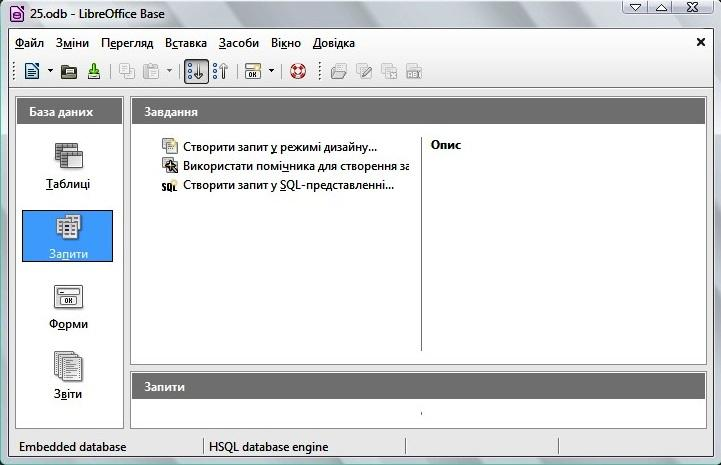 25.odb - LibreOffice Base
Файл Зміни Перегляд Вставка Засоби Вікно Довідка
База даних
Таблиці
Запити
Форми
Звіти
Завдання
Створити запит у режимі дизайну...
Використати помічника для створення за
SQL Створити запит у SQL-представленні...
Опис
Запити
Embedded database
HSQL database engine